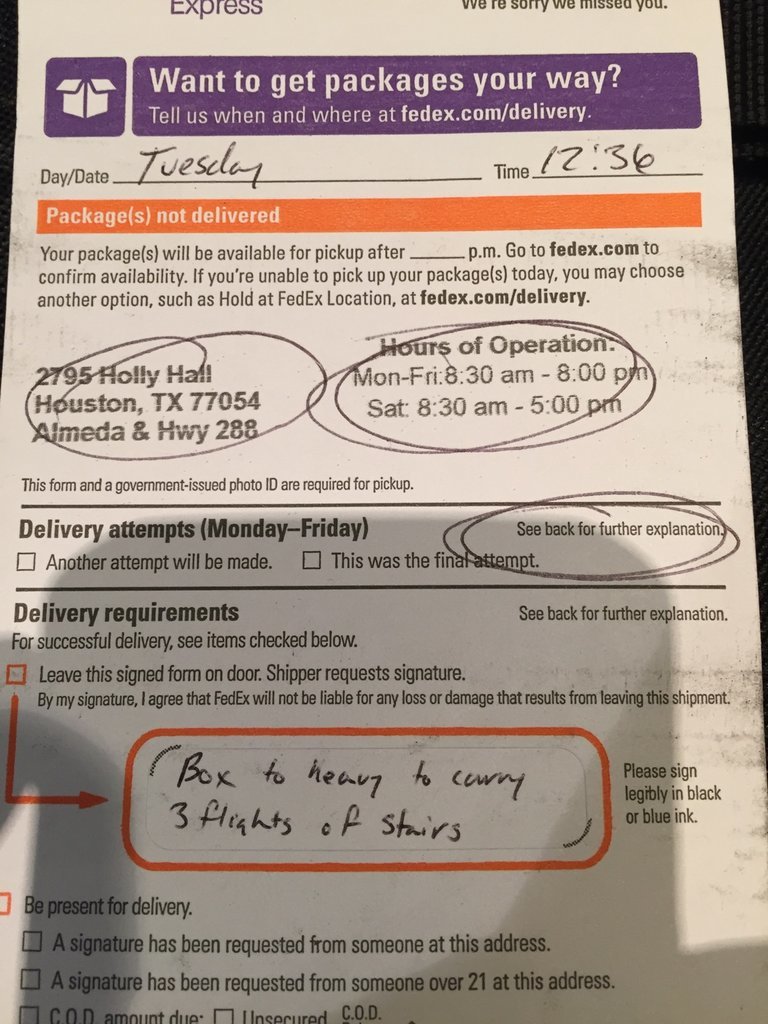 Express
We're sorry we missed you.
Want to get packages your way?
Tell us when and where at fedex.com/delivery.
Day/Date Tuesday Time 12:36
Package(s) not delivered
Your package(s) will be available for pickup after ______ p.m. Go to fedex.com to
confirm availability. If you're unable to pick up your package(s) today, you may choose
another option, such as Hold at FedEx Location, at fedex.com/delivery.
2795 Holly Hall
Houston, TX 77054
Almeda & Hwy 288
Hours of Operation:
Mon-Fri:8:30 am - 8:00 pm
Sat: 8:30 am - 5:00 pm
This form and a government-issued photo ID are required for pickup.
Delivery attempts (Monday–Friday) See back for further explanation.
Another attempt will be made. This was the final attempt.
Delivery requirements See back for further explanation.
For successful delivery, see items checked below.
Leave this signed form on door. Shipper requests signature.
By my signature, I agree that FedEx will not be liable for any loss or damage that results from leaving this shipment.
Box to heavy to carry
3 flights of stairs
Please sign
legibly in black
or blue ink.
Be present for delivery.
A signature has been requested from someone at this address.
A signature has been requested from someone over 21 at this address.
C.O.D. amount due: Unsecured C.O.D.